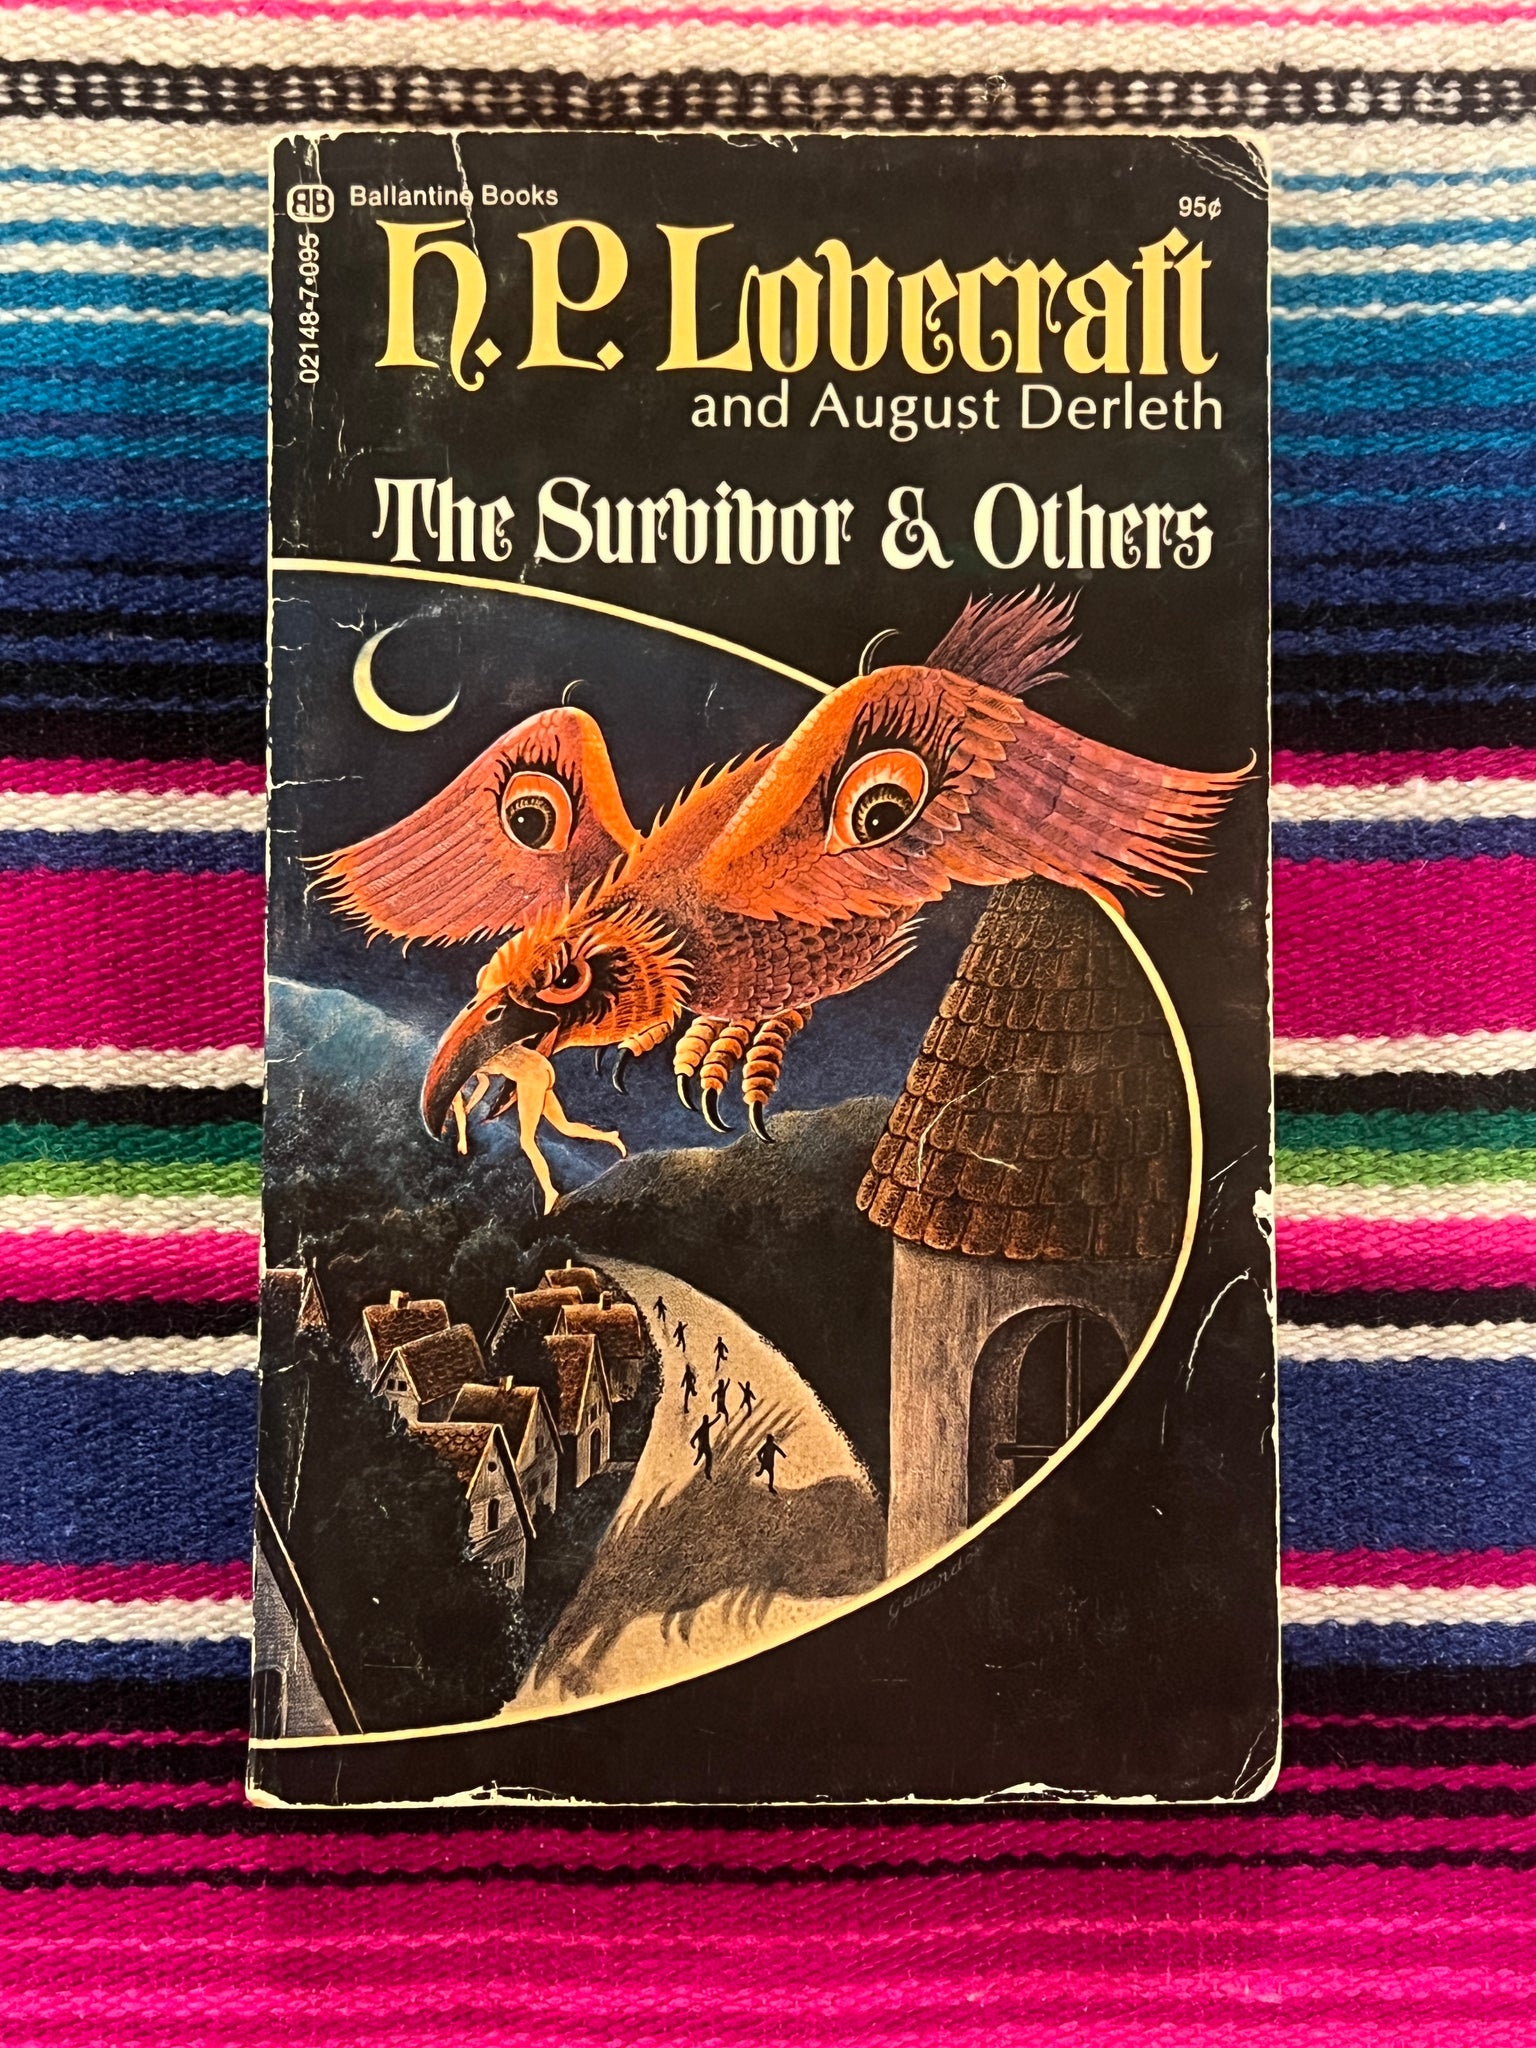 BB Ballantine Books
95¢
02148-7-095
H.P. Lovecraft
and August Derleth
The Survivor & Others
Gallardo